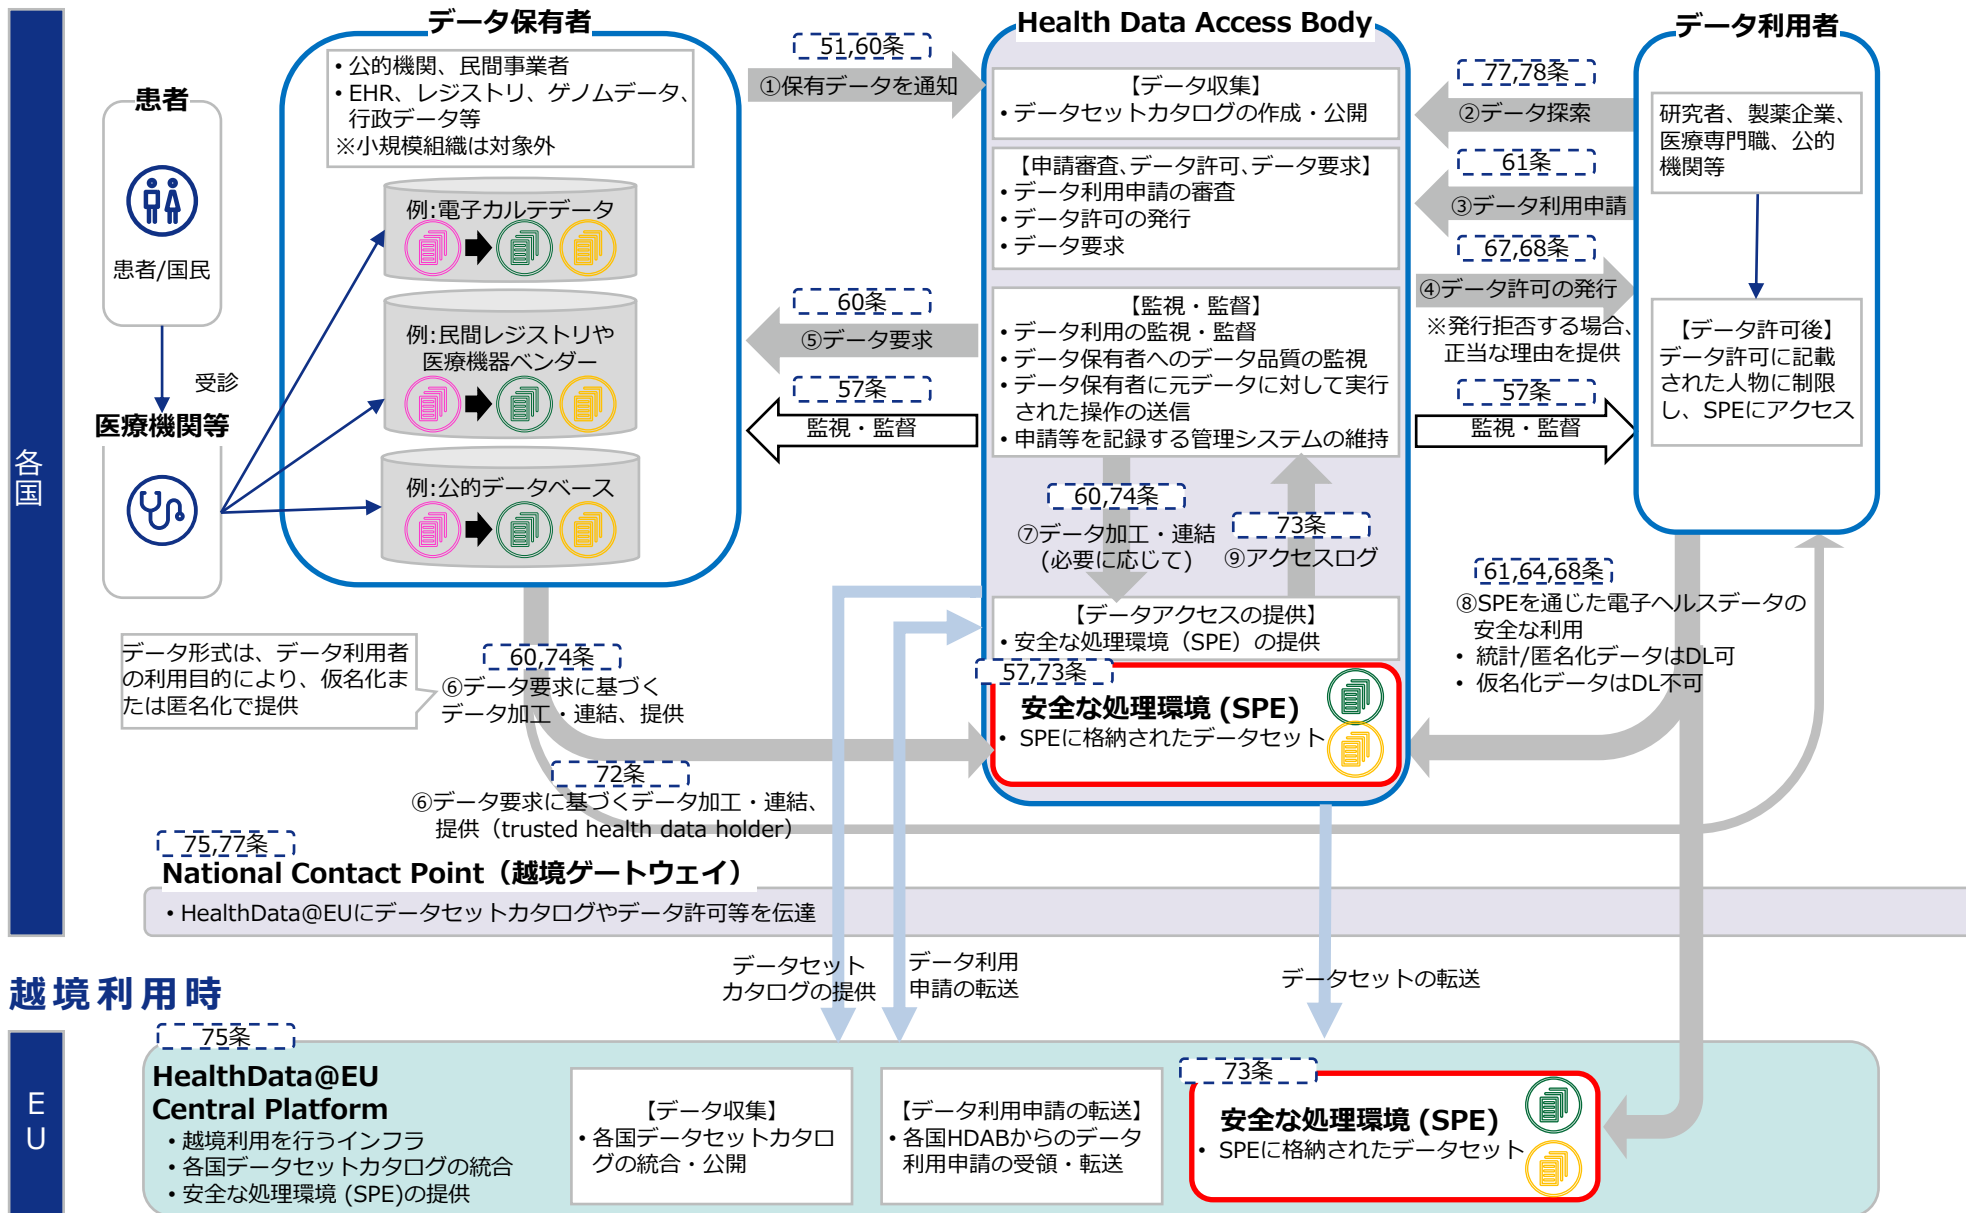 各国
データ保有者
・公的機関、民間事業者
・EHR、レジストリ、ゲノムデータ、
行政データ等
※小規模組織は対象外
患者
患者/国民
受診
医療機関等
例:電子カルテデータ
例:民間レジストリや
医療機器ベンダー
例:公的データベース
51,60条
①保有データを通知
60条
⑤データ要求
57条
監視・監督
Health Data Access Body
【データ収集】
・データセットカタログの作成・公開
【申請審査、データ許可、データ要求】
・データ利用申請の審査
・データ許可の発行
・データ要求
【監視・監督】
・データ利用の監視・監督
・データ保有者へのデータ品質の監視
・データ保有者に元データに対して実行
された操作の送信
・申請等を記録する管理システムの維持
60,74条
⑦データ加工・連結
(必要に応じて)
73条
⑨アクセスログ
【データアクセスの提供】
・安全な処理環境（SPE）の提供
57,73条
安全な処理環境 (SPE)
・ SPEに格納されたデータセット
77,78条
②データ探索
61条
③データ利用申請
67,68条
④データ許可の発行
※発行拒否する場合、
正当な理由を提供
57条
監視・監督
データ利用者
研究者、製薬企業、
医療専門職、公的
機関等
【データ許可後】
データ許可に記載
された人物に制限
し、SPEにアクセス
61,64,68条
⑧SPEを通じた電子ヘルスデータの
安全な利用
・ 統計/匿名化データはDL可
・ 仮名化データはDL不可
データ形式は、データ利用者
の利用目的により、仮名化ま
たは匿名化で提供
60,74条
⑥データ要求に基づく
データ加工・連結、提供
72条
⑥データ要求に基づくデータ加工・連結、
提供（trusted health data holder）
75,77条
National Contact Point（越境ゲートウェイ）
・HealthData@EUにデータセットカタログやデータ許可等を伝達
越境利用時
データセット
カタログの提供
データ利用
申請の転送
データセットの転送
EU
75条
HealthData@EU
Central Platform
・越境利用を行うインフラ
・各国データセットカタログの統合
・安全な処理環境 (SPE)の提供
【データ収集】
・各国データセットカタロ
グの統合・公開
【データ利用申請の転送】
・各国HDABからのデータ
利用申請の受領・転送
73条
安全な処理環境 (SPE)
・ SPEに格納されたデータセット